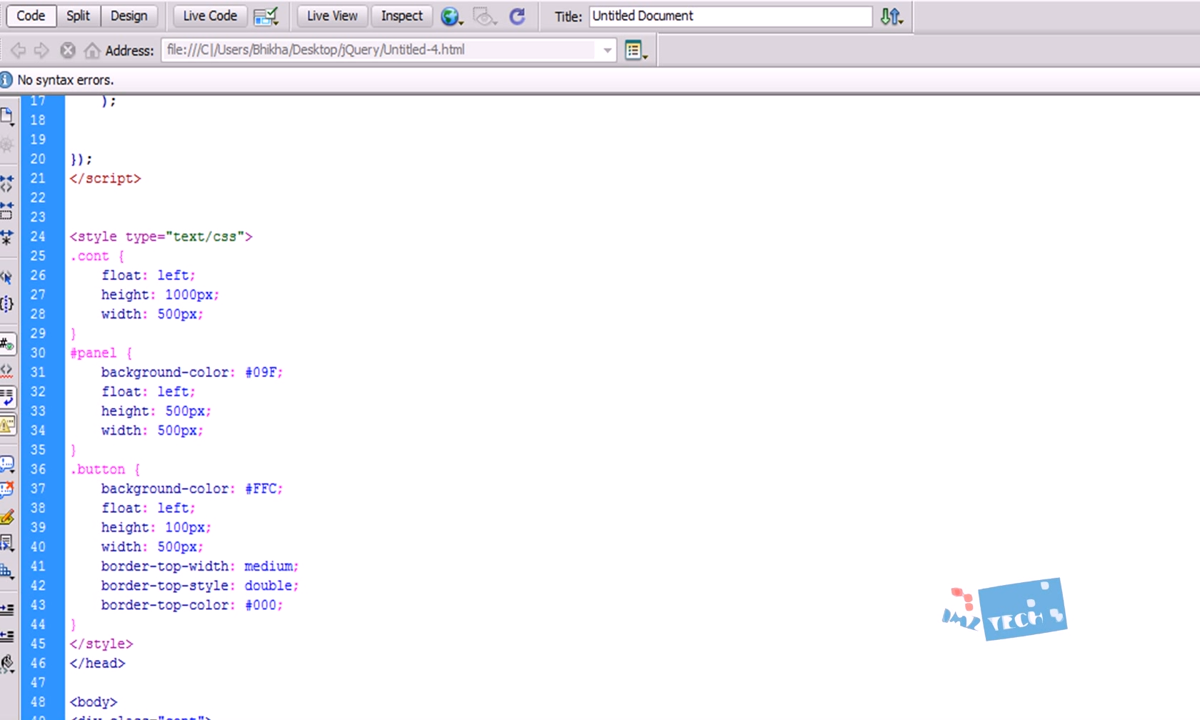 Code Split Design Live Code Live View Inspect Title: Untitled Document
Address: file:///C|/Users/Bhikha/Desktop/jQuery/Untitled-4.html
No syntax errors.
17 );
18
19
20 });
21 </script>
22
23
24 <style type="text/css">
25 .cont {
26 float: left;
27 height: 1000px;
28 width: 500px;
29 }
30 #panel {
31 background-color: #09F;
32 float: left;
33 height: 500px;
34 width: 500px;
35 }
36 .button {
37 background-color: #FFC;
38 float: left;
39 height: 100px;
40 width: 500px;
41 border-top-width: medium;
42 border-top-style: double;
43 border-top-color: #000;
44 }
45 </style>
46 </head>
47
48 <body>
49 <div class="cont">
TECH